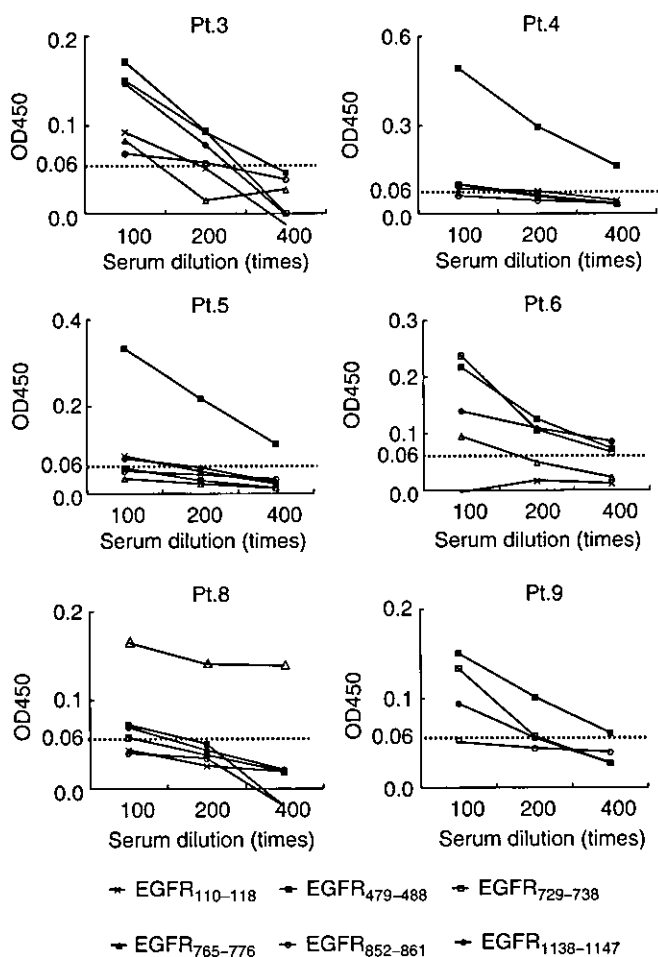 Pt.3
0.2
0.1
0.06
0.0
OD450
100 200 400
Serum dilution (times)
Pt.4
0.6
0.3
0.06
0.0
OD450
100 200 400
Serum dilution (times)
Pt.5
0.4
0.2
0.06
0.0
OD450
100 200 400
Serum dilution (times)
Pt.6
0.3
0.2
0.1
0.06
0.0
OD450
100 200 400
Serum dilution (times)
Pt.8
0.2
0.1
0.06
0.0
OD450
100 200 400
Serum dilution (times)
Pt.9
0.2
0.1
0.06
0.0
OD450
100 200 400
Serum dilution (times)
EGFR110–118 EGFR479–488 EGFR729–738
EGFR765–776 EGFR852–861 EGFR1138–1147